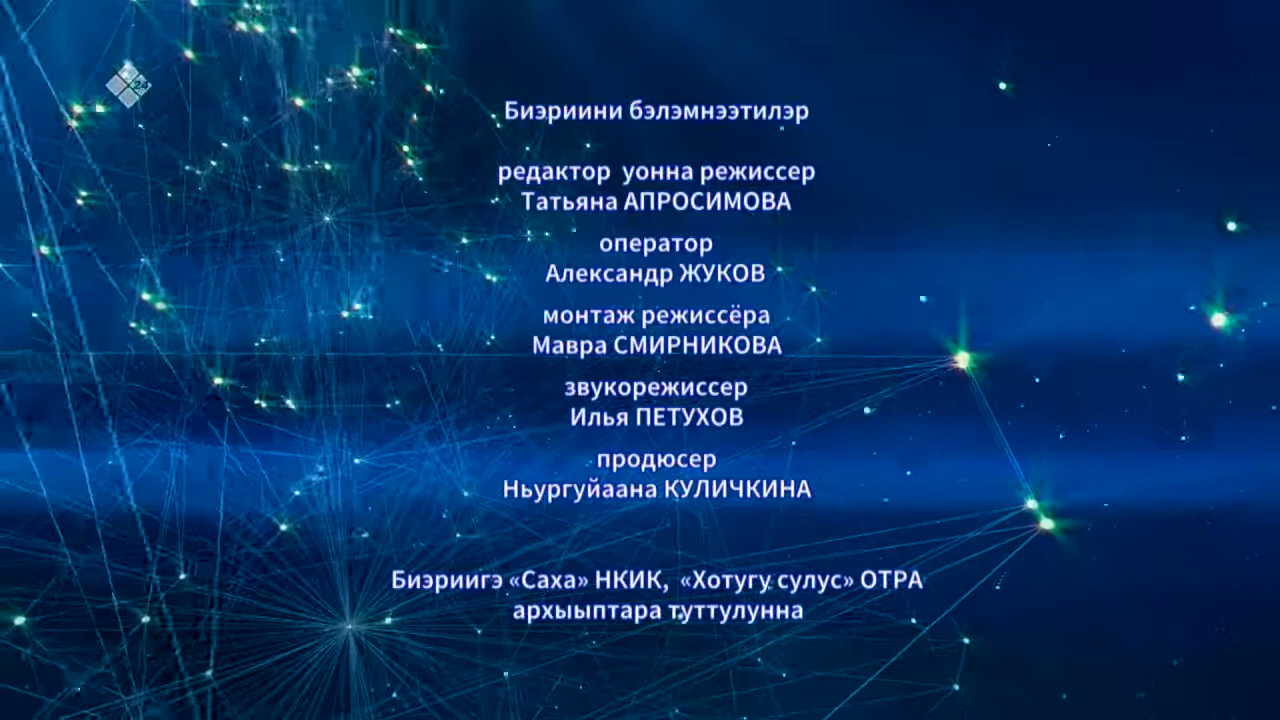 24
Биэриини бэлэмнээтилэр
редактор уонна режиссер
Татьяна АПРОСИМОВА
оператор
Александр ЖУКОВ
монтаж режиссёра
Мавра СМИРНИКОВА
звукорежиссер
Илья ПЕТУХОВ
продюсер
Ньургуйаана КУЛИЧКИНА
Биэриигэ «Саха» НКИК, «Хотугу сулус» ОТРА
архыыптара туттулунна